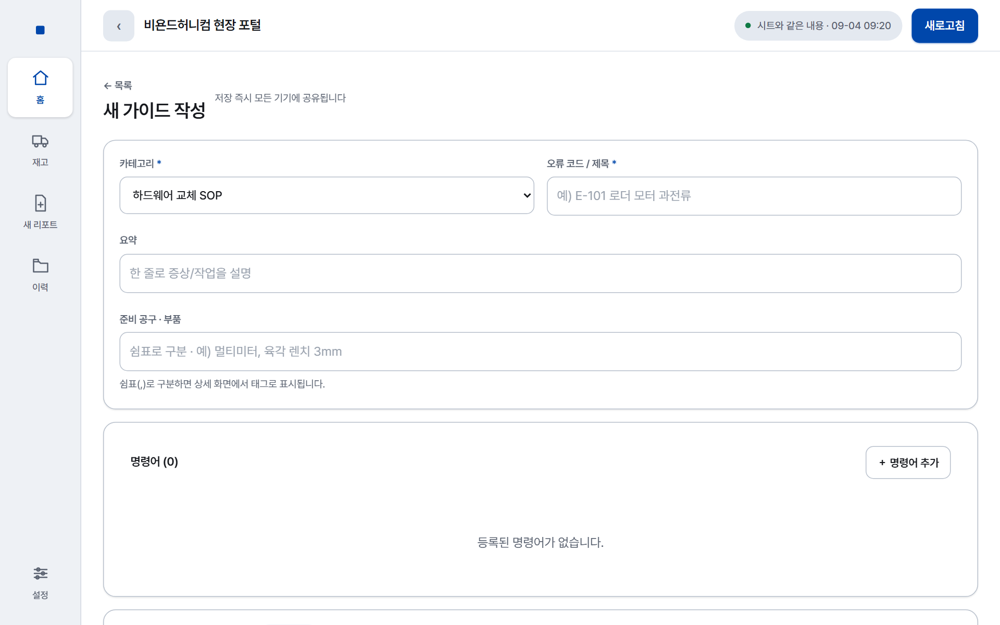 ‹
비욘드허니컴 현장 포털
시트와 같은 내용 · 09-04 09:20
새로고침
홈
재고
새 리포트
이력
설정
← 목록
새 가이드 작성
저장 즉시 모든 기기에 공유됩니다
카테고리 *
오류 코드 / 제목 *
하드웨어 교체 SOP
예) E-101 로더 모터 과전류
요약
한 줄로 증상/작업을 설명
준비 공구 · 부품
쉼표로 구분 · 예) 멀티미터, 육각 렌치 3mm
쉼표(,)로 구분하면 상세 화면에서 태그로 표시됩니다.
명령어 (0)
+ 명령어 추가
등록된 명령어가 없습니다.